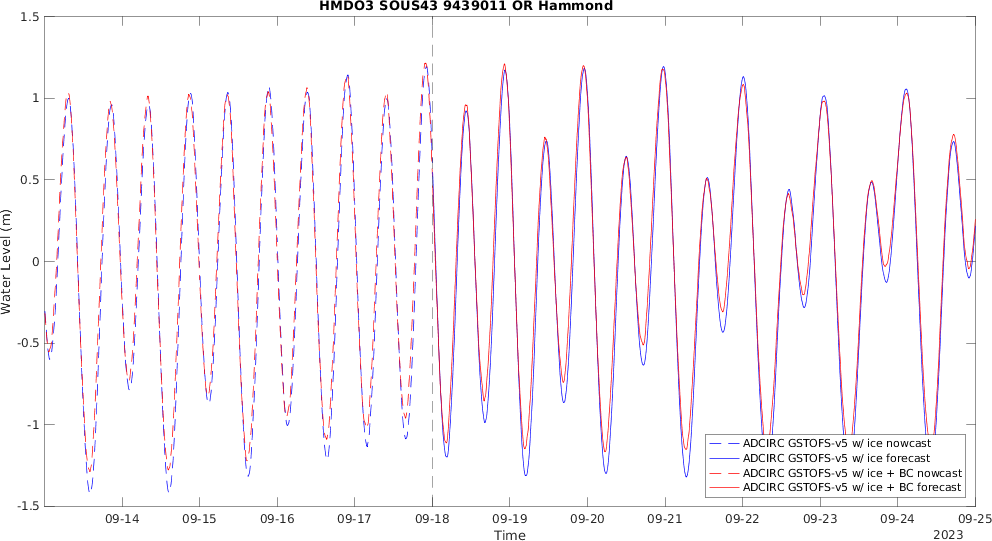 HMDO3 SOUS43 9439011 OR Hammond
Water Level (m)
1.5
1
0.5
0
-0.5
-1
-1.5
ADCIRC GSTOFS-v5 w/ ice nowcast
ADCIRC GSTOFS-v5 w/ ice forecast
ADCIRC GSTOFS-v5 w/ ice + BC nowcast
ADCIRC GSTOFS-v5 w/ ice + BC forecast
09-14 09-15 09-16 09-17 09-18 09-19 09-20 09-21 09-22 09-23 09-24 09-25
Time
2023